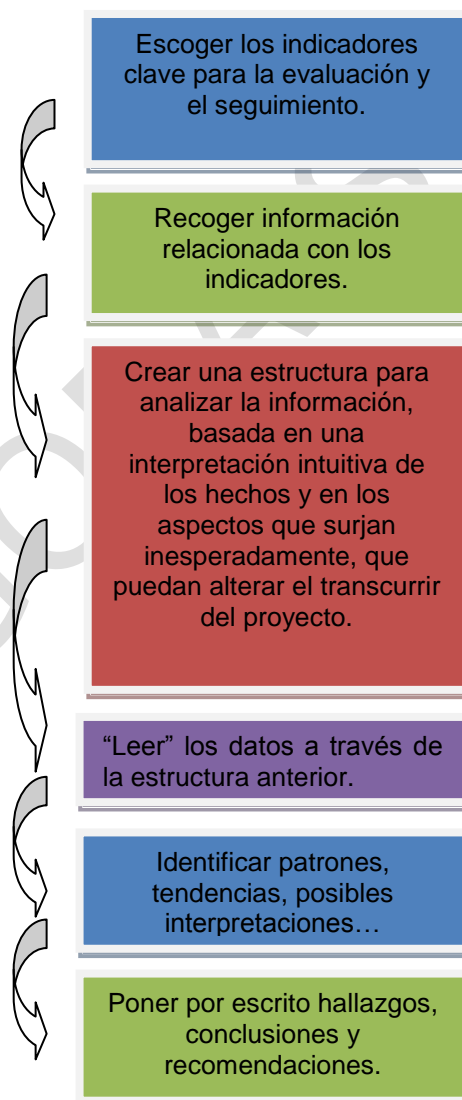 Escoger los indicadores
clave para la evaluación y
el seguimiento.
Recoger información
relacionada con los
indicadores.
Crear una estructura para
analizar la información,
basada en una
interpretación intuitiva de
los hechos y en los
aspectos que surjan
inesperadamente, que
puedan alterar el transcurrir
del proyecto.
“Leer” los datos a través de
la estructura anterior.
Identificar patrones,
tendencias, posibles
interpretaciones…
Poner por escrito hallazgos,
conclusiones y
recomendaciones.